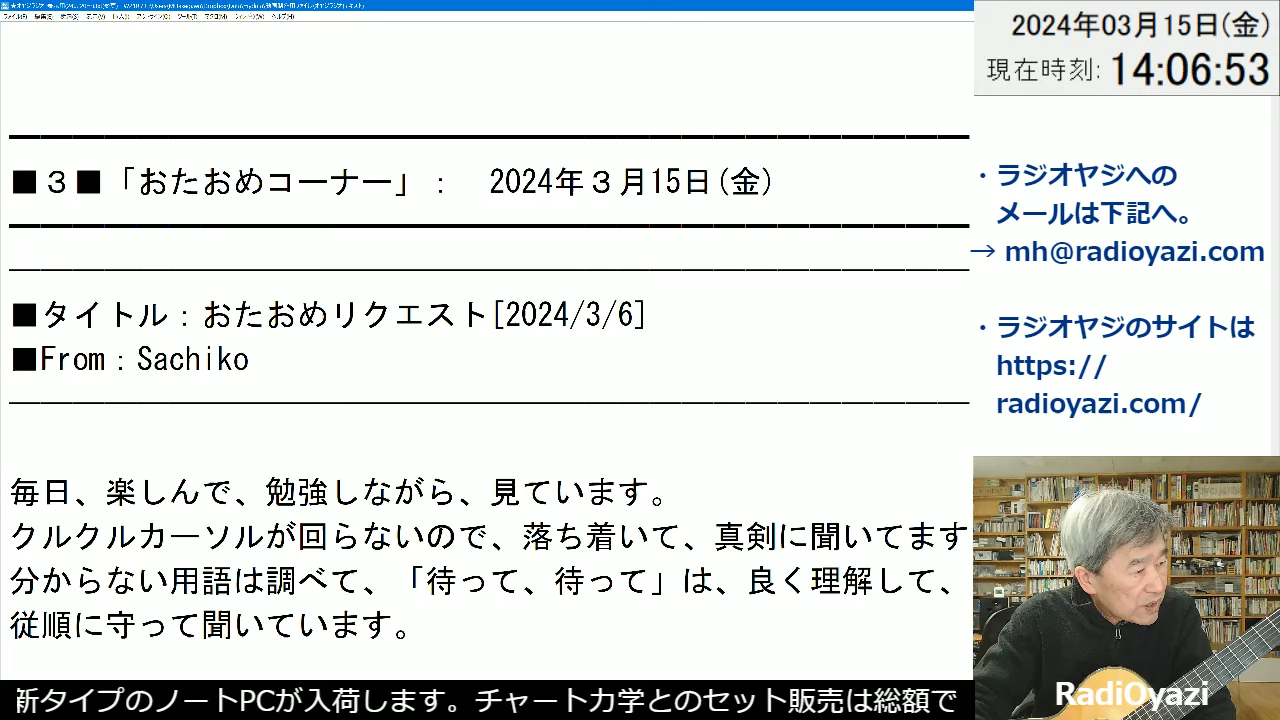 2024年03月15日(金)
現在時刻: 14:06:53
■３■「おたおめコーナー」： 2024年３月15日(金)
■タイトル：おたおめリクエスト[2024/3/6]
■From：Sachiko
毎日、楽しんで、勉強しながら、見ています。
クルクルカーソルが回らないので、落ち着いて、真剣に聞いてます
分からない用語は調べて、「待って、待って」は、良く理解して、
従順に守って聞いています。
・ラジオヤジへの
メールは下記へ。
→ mh@radioyazi.com
・ラジオヤジのサイトは
https://
radioyazi.com/
RadiOyazi
新タイプのノートPCが入荷します。チャート力学とのセット販売は総額で